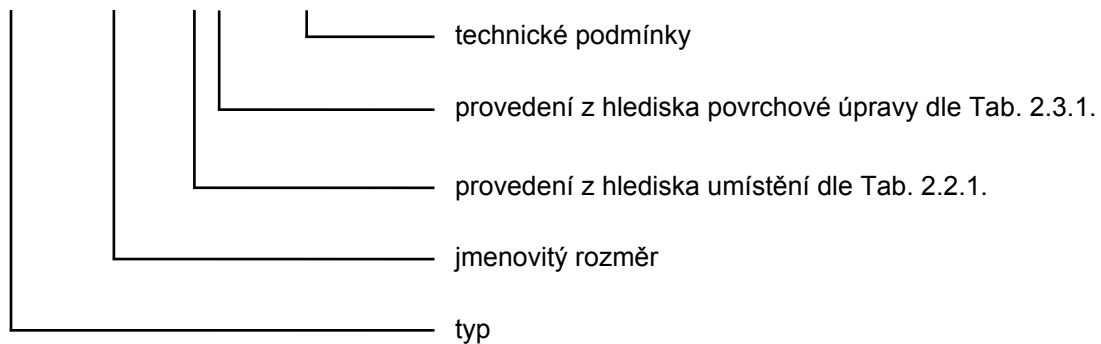 technické podmínky
provedení z hlediska povrchové úpravy dle Tab. 2.3.1.
provedení z hlediska umístění dle Tab. 2.2.1.
jmenovitý rozměr
typ